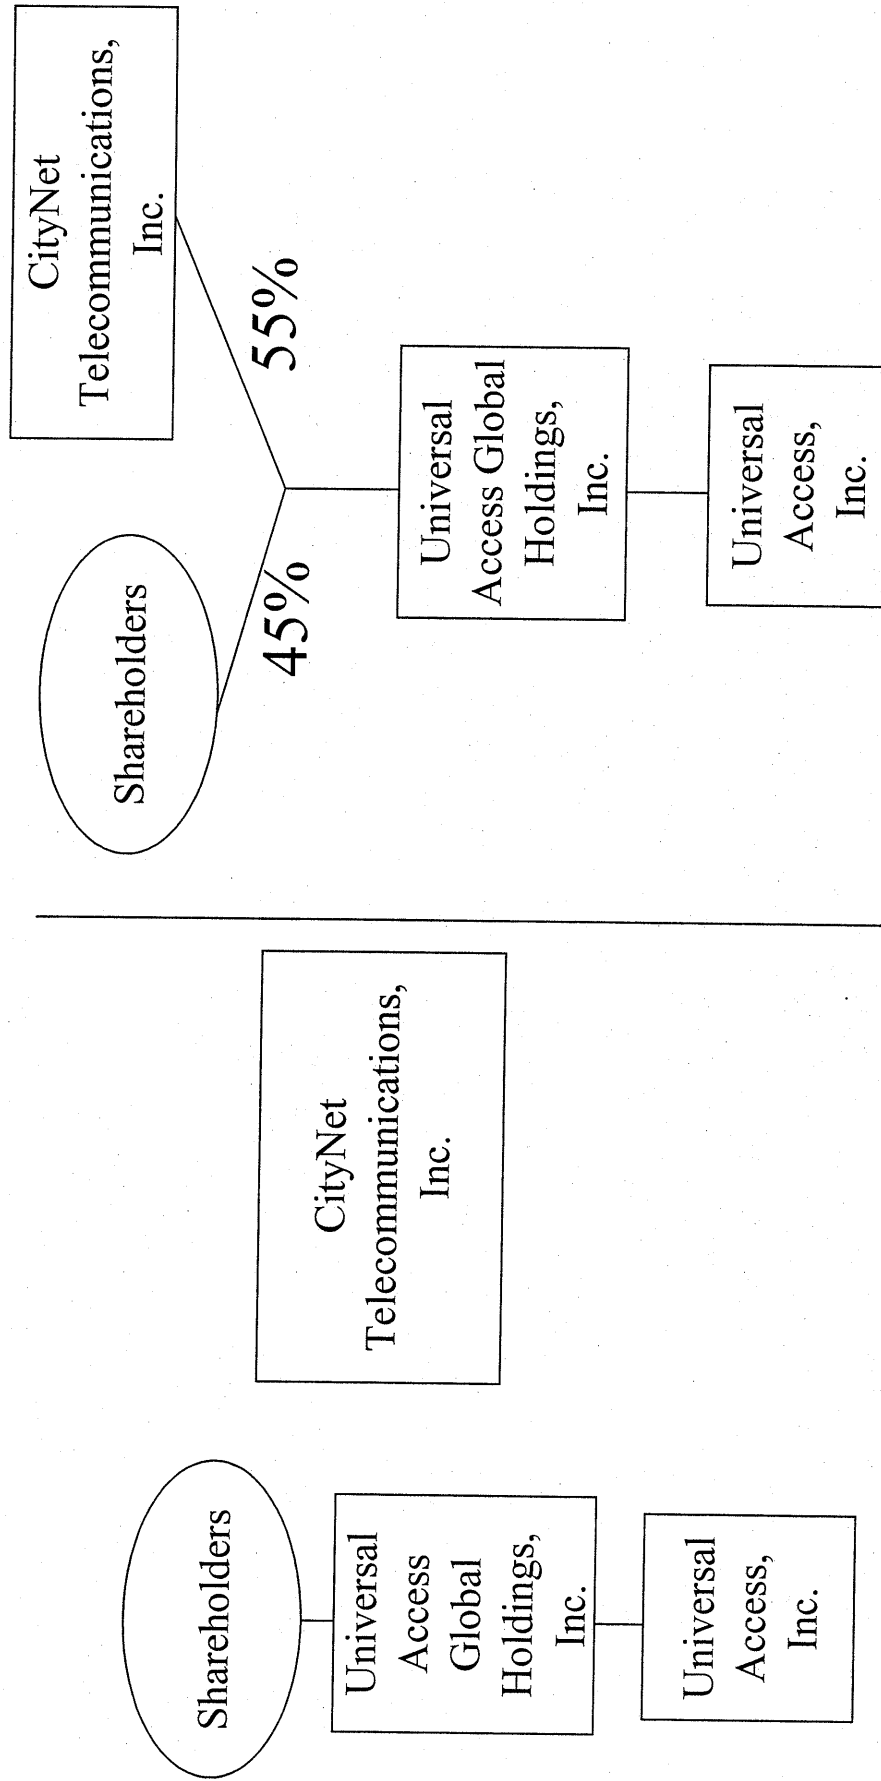 Shareholders
Universal
Access
Global
Holdings,
Inc.
Universal
Access,
Inc.
CityNet
Telecommunications,
Inc.
Shareholders
45%
CityNet
Telecommunications,
Inc.
55%
Universal
Access Global
Holdings,
Inc.
Universal
Access,
Inc.